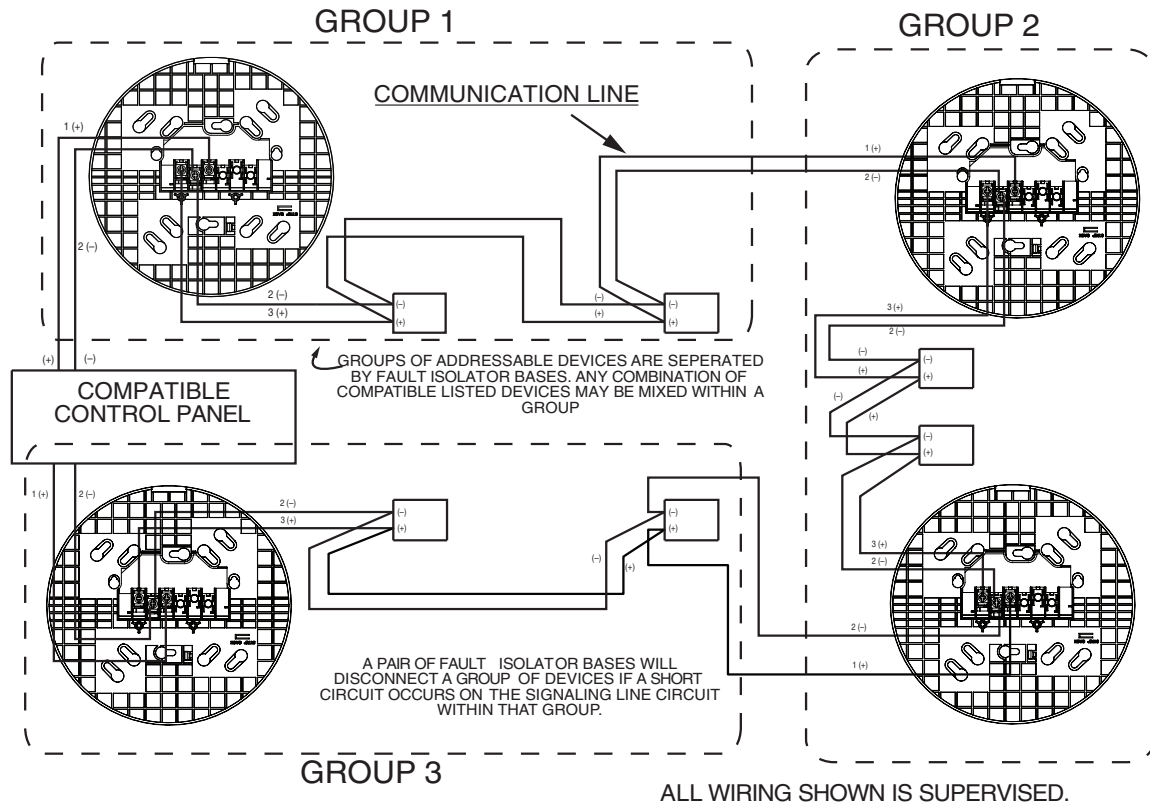 GROUP 1
GROUP 2
COMMUNICATION LINE
1 (+)
2 (–)
1 (+)
2 (–)
2 (–)
3 (+)
(–)
(+)
(–)
(+)
(–)
(+)
3 (+)
2 (–)
(–)
(+)
(–)
(+)
(–)
(+)
(–)
(+)
(+)
(–)
GROUPS OF ADDRESSABLE DEVICES ARE SEPERATED
BY FAULT ISOLATOR BASES. ANY COMBINATION OF
COMPATIBLE LISTED DEVICES MAY BE MIXED WITHIN A
GROUP
COMPATIBLE
CONTROL PANEL
1 (+)
2 (–)
2 (–)
3 (+)
(–)
(+)
(–)
(+)
(–)
(+)
3 (+)
2 (–)
2 (–)
1 (+)
A PAIR OF FAULT ISOLATOR BASES WILL
DISCONNECT A GROUP OF DEVICES IF A SHORT
CIRCUIT OCCURS ON THE SIGNALING LINE CIRCUIT
WITHIN THAT GROUP.
GROUP 3
ALL WIRING SHOWN IS SUPERVISED.